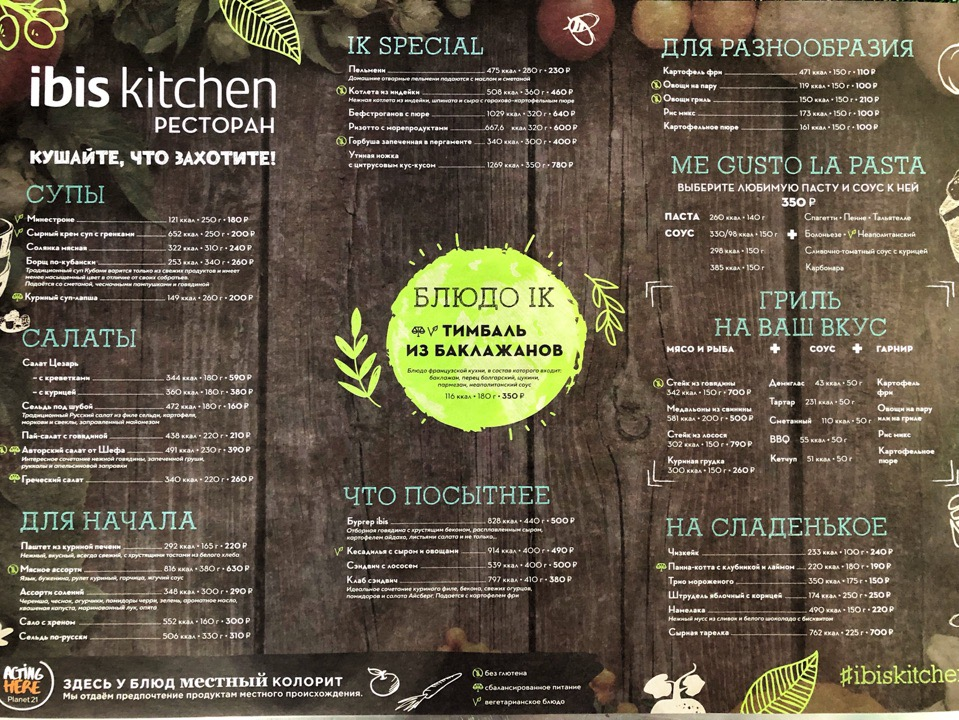 ibis kitchen
РЕСТОРАН
КУШАЙТЕ, ЧТО ЗАХОТИТЕ!
СУПЫ
Минестроне 121 ккал • 250 г • 180 ₽
Сырный крем суп с гренками 652 ккал • 250 г • 200 ₽
Солянка мясная 322 ккал • 310 г • 240 ₽
Борщ по-кубански 253 ккал • 340 г • 260 ₽
Традиционный суп Кубани варится только из свежих продуктов и имеет
менее насыщенный цвет в отличие от своих собратьев.
Подаётся со сметаной, чесночными пампушками и говядиной
Куриный суп-лапша 149 ккал • 260 г • 200 ₽
САЛАТЫ
Салат Цезарь
– с креветками 344 ккал • 180 г • 590 ₽
– с курицей 360 ккал • 180 г • 380 ₽
Сельдь под шубой 472 ккал • 180 г • 160 ₽
Традиционный Русский салат из филе сельди, картофеля,
моркови и свеклы, заправленный майонезом
Пай-салат с говядиной 438 ккал • 220 г • 210 ₽
Авторский салат от Шефа 491 ккал • 230 г • 390 ₽
Интересное сочетание нежной говядины, запеченной груши,
рукколы и апельсиновой заправки
Греческий салат 340 ккал • 220 г • 260 ₽
ДЛЯ НАЧАЛА
Паштет из куриной печени 292 ккал • 165 г • 220 ₽
Нежный, вкусный, всегда свежий, с хрустящими тостами из белого хлеба
Мясное ассорти 816 ккал • 380 г • 630 ₽
Язык, буженина, рулет куриный, горчица, жгучий соус
Ассорти солений 348 ккал • 300 г • 290 ₽
Черемша, чеснок, огурчики, помидоры черри, зелень, ароматное масло,
квашеная капуста, маринованный лук, опята
Сало с хреном 552 ккал • 160 г • 300 ₽
Сельдь по-русски 506 ккал • 330 г • 310 ₽
IK SPECIAL
Пельмени 475 ккал • 280 г • 230 ₽
Домашние отварные пельмени подаются с маслом и сметаной
Котлета из индейки 508 ккал • 360 г • 460 ₽
Нежная котлета из индейки, шпината и сыра с горохово-картофельным пюре
Бефстроганов с пюре 1029 ккал • 320 г • 640 ₽
Ризотто с морепродуктами 667,6 ккал 320 г • 600 ₽
Горбуша запеченная в пергаменте 340 ккал • 300 г • 400 ₽
Утиная ножка
с цитрусовым кус-кусом 1269 ккал • 350 г • 780 ₽
БЛЮДО IK
ТИМБАЛЬ
ИЗ БАКЛАЖАНОВ
Блюдо французской кухни, в состав которого входит:
баклажан, перец болгарский, цукини,
пармезан, неаполитанский соус
116 ккал • 180 г • 350 ₽
ЧТО ПОСЫТНЕЕ
Бургер ibis 828 ккал • 440 г • 500 ₽
Отборная говядина с хрустящим беконом, расплавленным сыром,
картофелем айдахо, листьями салата и не только...
Кесадилья с сыром и овощами 914 ккал • 400 г • 490 ₽
Сэндвич с лососем 539 ккал • 400 г • 500 ₽
Клаб сэндвич 797 ккал • 410 г • 380 ₽
Идеальное сочетание куриного филе, бекона, свежих огурцов,
помидоров и салата Айсберг. Подается с картофелем фри
ДЛЯ РАЗНООБРАЗИЯ
Картофель фри 471 ккал • 150 г • 110 ₽
Овощи на пару 119 ккал • 150 г • 100 ₽
Овощи гриль 150 ккал • 150 г • 210 ₽
Рис микс 173 ккал • 150 г • 100 ₽
Картофельное пюре 161 ккал • 150 г • 100 ₽
ME GUSTO LA PASTA
ВЫБЕРИТЕ ЛЮБИМУЮ ПАСТУ И СОУС К НЕЙ
350 ₽
ПАСТА 260 ккал • 140 г Спагетти • Пенне • Тальятелле
СОУС 330/98 ккал • 150 г + Болоньезе • Неаполитанский
298 ккал • 150 г Сливочно-томатный соус с курицей
385 ккал • 150 г Карбонара
ГРИЛЬ
НА ВАШ ВКУС
МЯСО И РЫБА + СОУС + ГАРНИР
Стейк из говядины
342 ккал • 150 г • 700 ₽
Медальоны из свинины
581 ккал • 200 г • 500 ₽
Стейк из лосося
302 ккал • 150 г • 790 ₽
Куриная грудка
300 ккал • 150 г • 260 ₽
Демиглас 43 ккал • 50 г
Тартар 231 ккал • 50 г
Сметанный 110 ккал • 50 г
BBQ 55 ккал • 50 г
Кетчуп 51 ккал • 50 г
Картофель
фри
Овощи на пару
или на гриле
Рис микс
Картофельное
пюре
НА СЛАДЕНЬКОЕ
Чизкейк 233 ккал • 100 г • 240 ₽
Панна-котта с клубникой и лаймом 220 ккал • 180 г • 190 ₽
Трио мороженого 350 ккал • 175 г • 150 ₽
Штрудель яблочный с корицей 174 ккал • 250 г • 250 ₽
Намелака 490 ккал • 150 г • 220 ₽
Нежный мусс из сливок и белого шоколада с бисквитом
Сырная тарелка 762 ккал • 225 г • 700 ₽
ACTING
HERE
Planet 21
ЗДЕСЬ У БЛЮД местный КОЛОРИТ
Мы отдаём предпочтение продуктам местного происхождения.
без глютена
сбалансированное питание
вегетарианское блюдо
#ibiskitchen